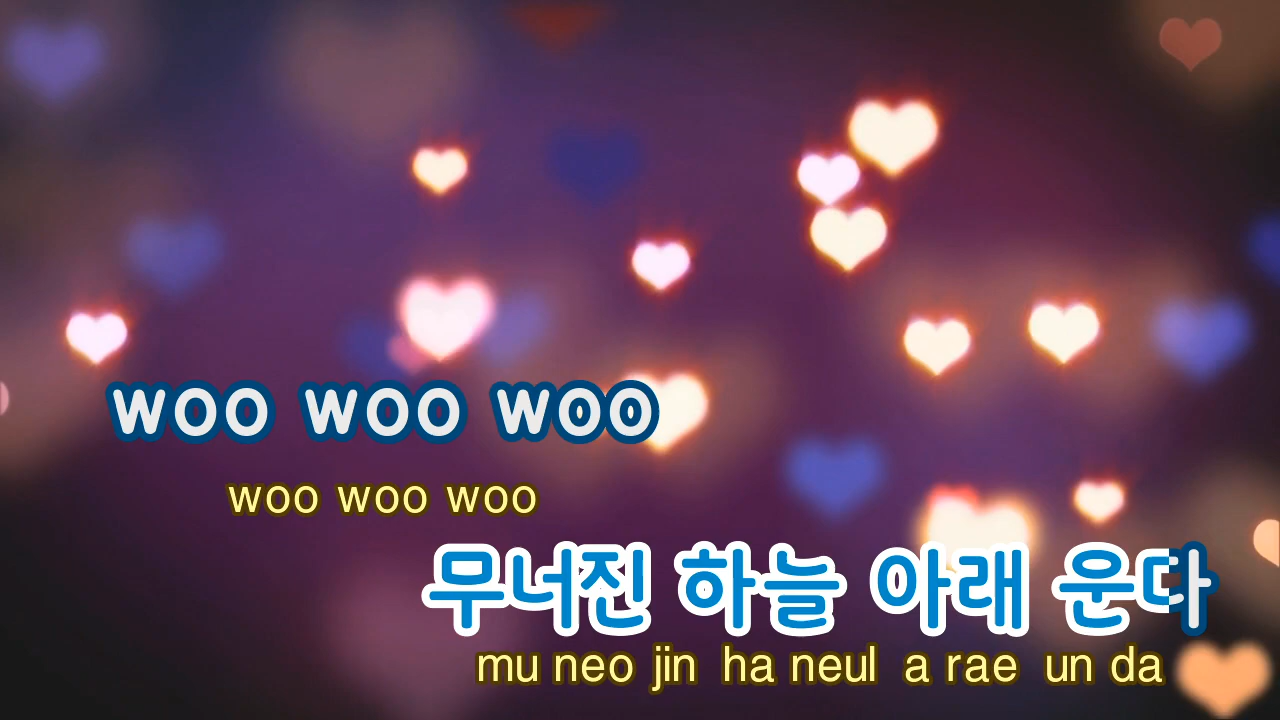 woo woo woo
woo woo woo
무너진 하늘 아래 운다
mu neo jin ha neul a rae un da